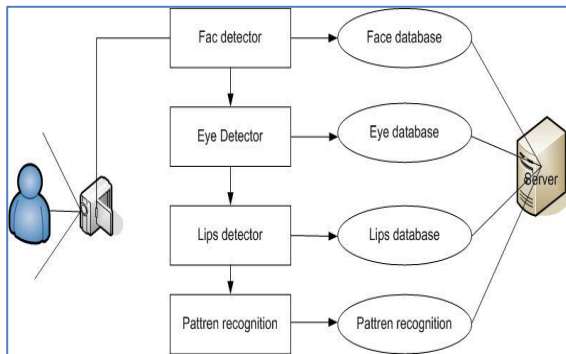 Fac detector
Face database
Eye Detector
Eye database
Server
Lips detector
Lips database
Pattren recognition
Pattren recognition